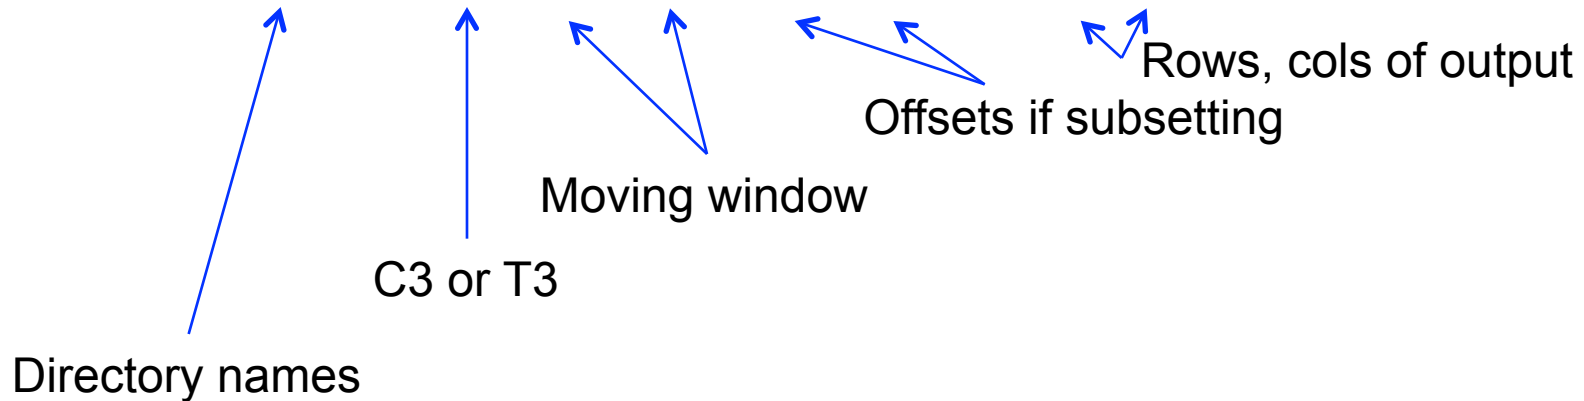 Rows, cols of output
Offsets if subsetting
Moving window
C3 or T3
Directory names